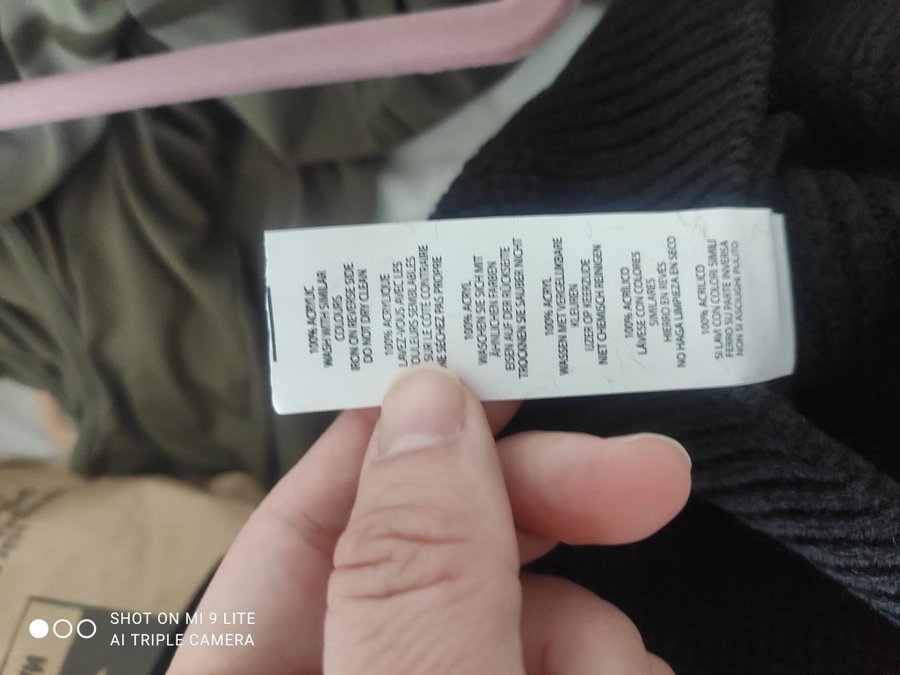 100% ACRYLIC
WASH WITH SIMILAR
COLOURS
IRON ON REVERSE SIDE
DO NOT DRY CLEAN
100% ACRYLIQUE
LAVEZ-VOUS AVEC LES
OULEURS SEMBLABLES
SUR LE CÔTÉ CONTRAIRE
NE SECHEZ PAS PROPRE
100% ACRYL
WASCHEN SIE SICH MIT
ÄHNLICHEN FARBEN
EISEN AUF DER RÜCKSEITE
TROCKNEN SIE SAUBER NICHT
100% ACRYL
WASSEN MET VERGELIJKBARE
KLEUREN
IJZER OP KEERZIJDE
NIET CHEMISCH REINIGEN
100% ACRÍLICO
LÁVESE CON COLORES
SIMILARES
HIERRO EN REVÉS
NO HAGA LIMPIEZA EN SECO
100% ACRILICO
SI LAVI CON COLORI SIMILI
FERRO SU PARTE INVERSA
NON SI ASCIUGHI PULITO
SHOT ON MI 9 LITE
AI TRIPLE CAMERA